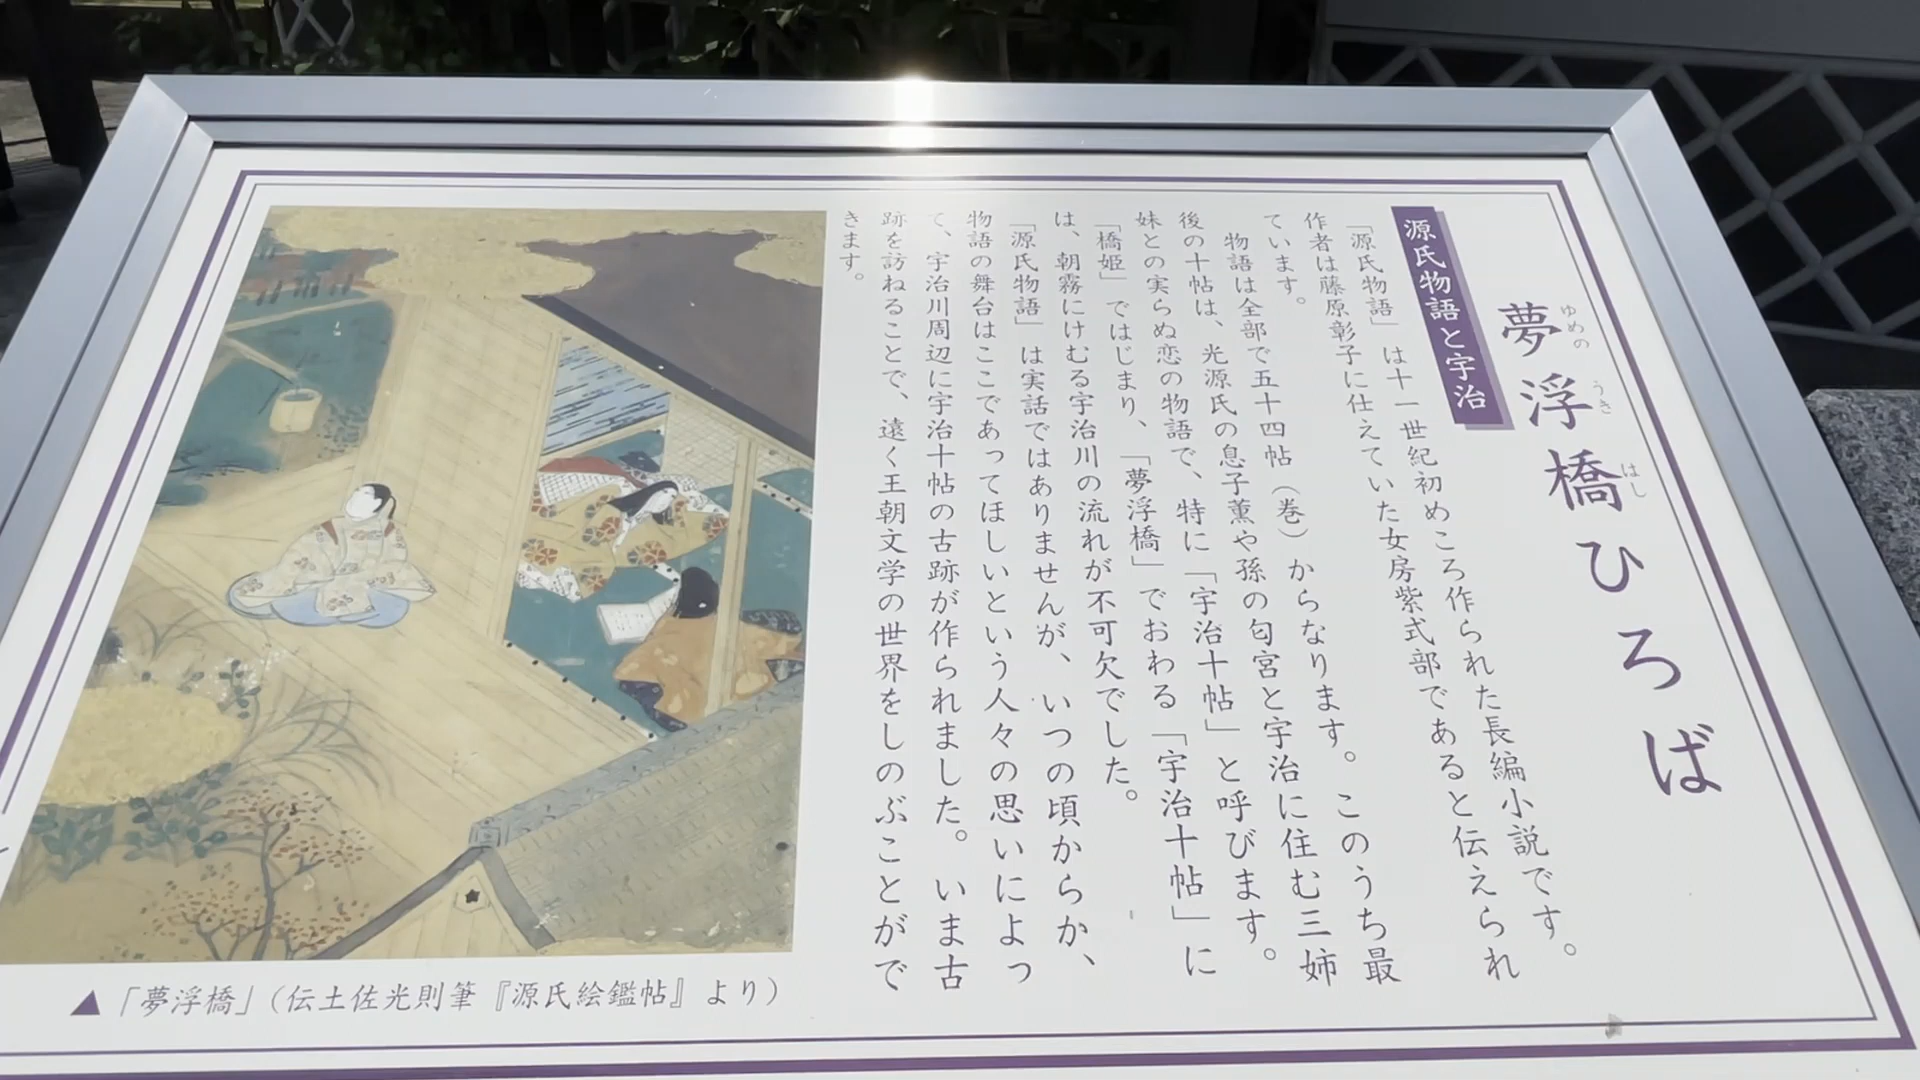 夢浮橋ひろば
ゆめの うき はし
源氏物語と宇治
「源氏物語」は十一世紀初めころ作られた長編小説です。
作者は藤原彰子に仕えていた女房紫式部であると伝えられ
ています。
物語は全部で五十四帖（巻）からなります。このうち最
後の十帖は、光源氏の息子薫や孫の匂宮と宇治に住む三姉
妹との実らぬ恋の物語で、特に「宇治十帖」と呼びます。
「橋姫」ではじまり、「夢浮橋」でおわる「宇治十帖」に
は、朝霧にけむる宇治川の流れが不可欠でした。
「源氏物語」は実話ではありませんが、いつの頃からか、
物語の舞台はここであってほしいという人々の思いによっ
て、宇治川周辺に宇治十帖の古跡が作られました。いま古
跡を訪ねることで、遠く王朝文学の世界をしのぶことがで
きます。
▲「夢浮橋」（伝土佐光則筆『源氏絵鑑帖』より）